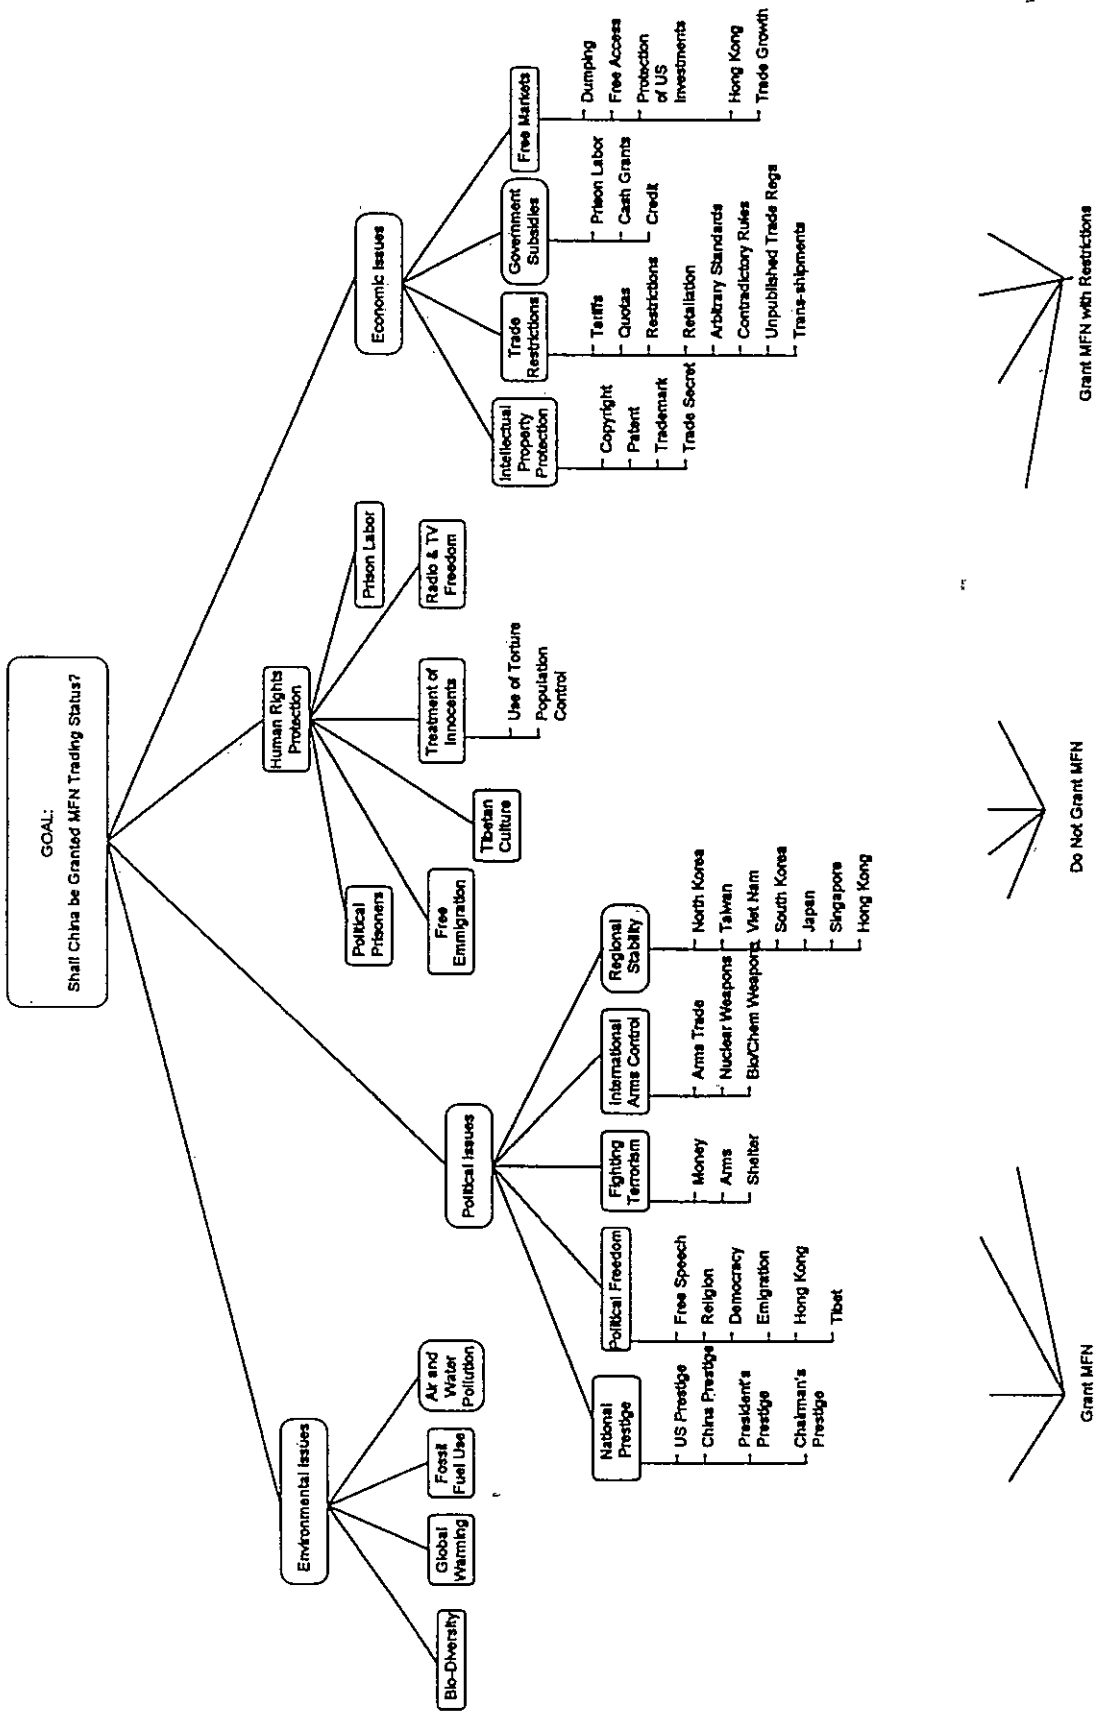 GOAL:
Shall China be Granted MFN Trading Status?
Environmental Issues
Bio-Diversity
Global
Warming
Fossil
Fuel Use
Air and
Water
Pollution
Political Issues
National
Prestige
US Prestige
China Prestige
President's
Prestige
Chairman's
Prestige
Political Freedom
Free Speech
Religion
Democracy
Emigration
Hong Kong
Tibet
Fighting
Terrorism
Money
Arms
Shelter
International
Arms Control
Arms Trade
Nuclear Weapons
Bio/Chem Weapons
Regional
Stability
North Korea
Taiwan
Viet Nam
South Korea
Japan
Singapore
Hong Kong
Human Rights
Protection
Political
Prisoners
Free
Emmigration
Tibetan
Culture
Treatment of
Innocents
Use of Torture
Population
Control
Radio & TV
Freedom
Prison Labor
Economic Issues
Intellectual
Property
Protection
Copyright
Patent
Trademark
Trade Secret
Trade
Restrictions
Tariffs
Quotas
Restrictions
Retaliation
Arbitrary Standards
Contradictory Rules
Unpublished Trade Regs
Trans-shipments
Government
Subsidies
Prison Labor
Cash Grants
Credit
Free Markets
Dumping
Free Access
Protection
of US
Investments
Hong Kong
Trade Growth
Grant MFN
Do Not Grant MFN
Grant MFN with Restrictions